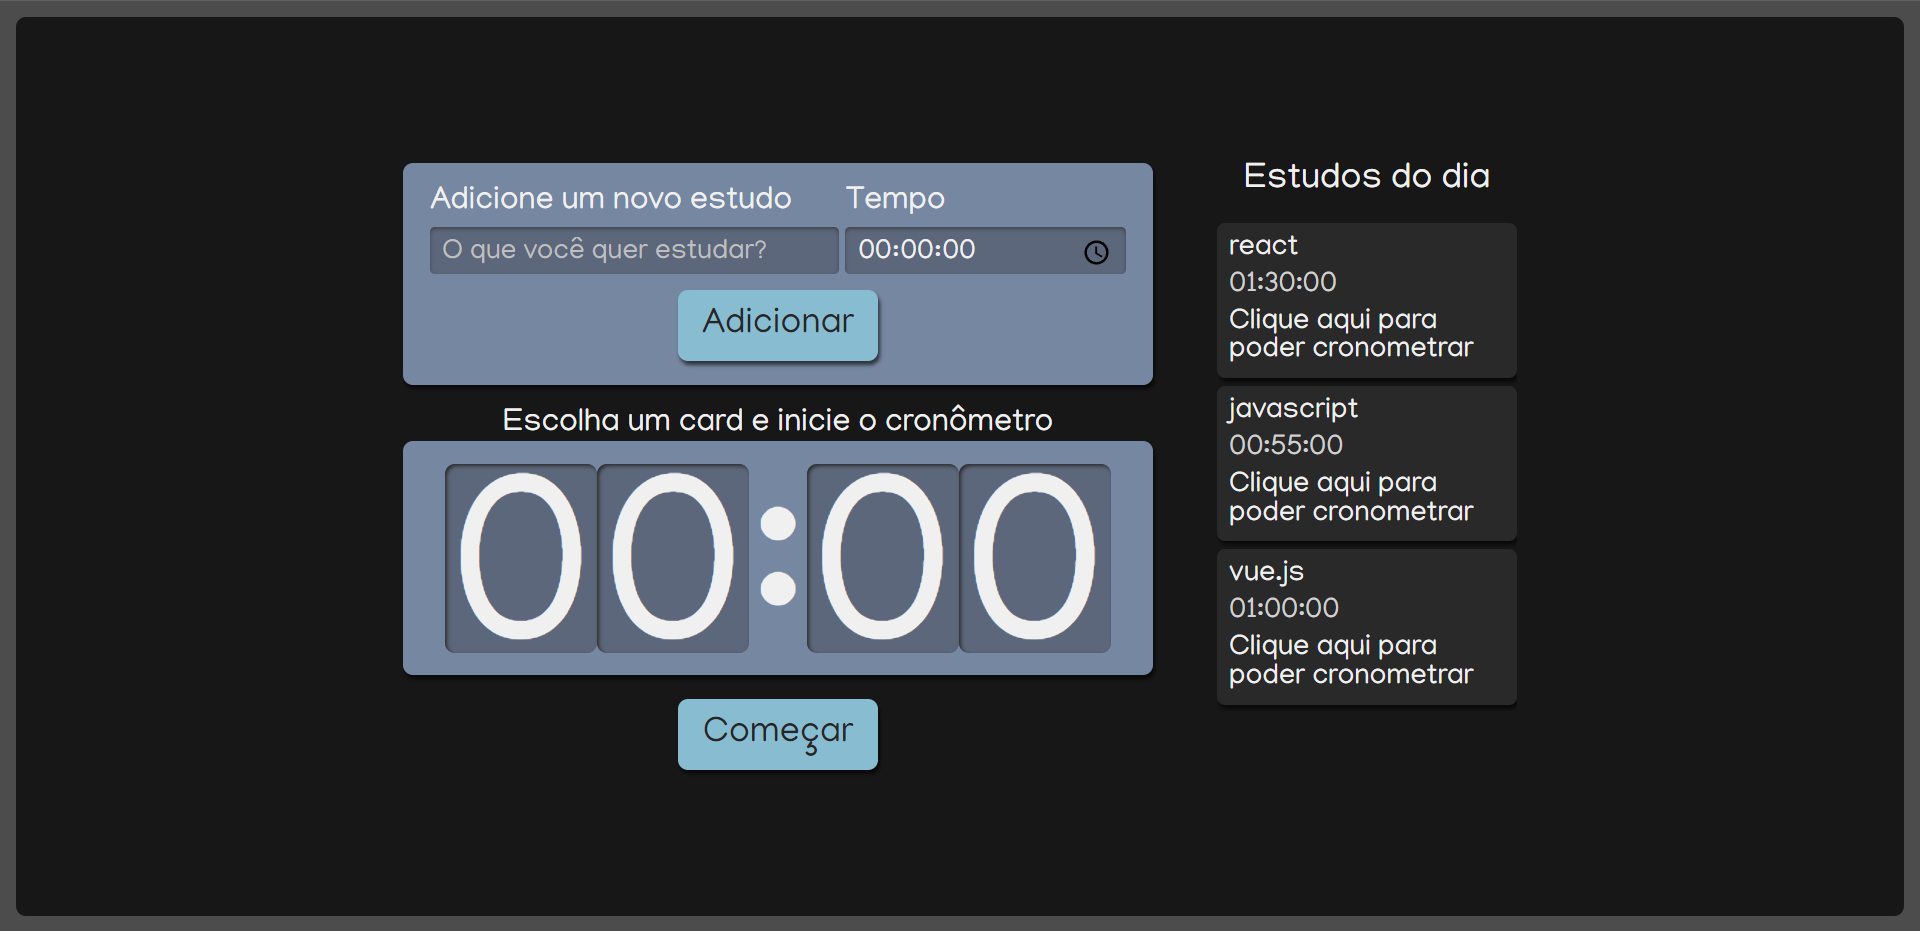 Adicione um novo estudo
Tempo
O que você quer estudar?
00:00:00
Adicionar
Escolha um card e inicie o cronômetro
00:00
Começar
Estudos do dia
react
01:30:00
Clique aqui para
poder cronometrar
javascript
00:55:00
Clique aqui para
poder cronometrar
vue.js
01:00:00
Clique aqui para
poder cronometrar